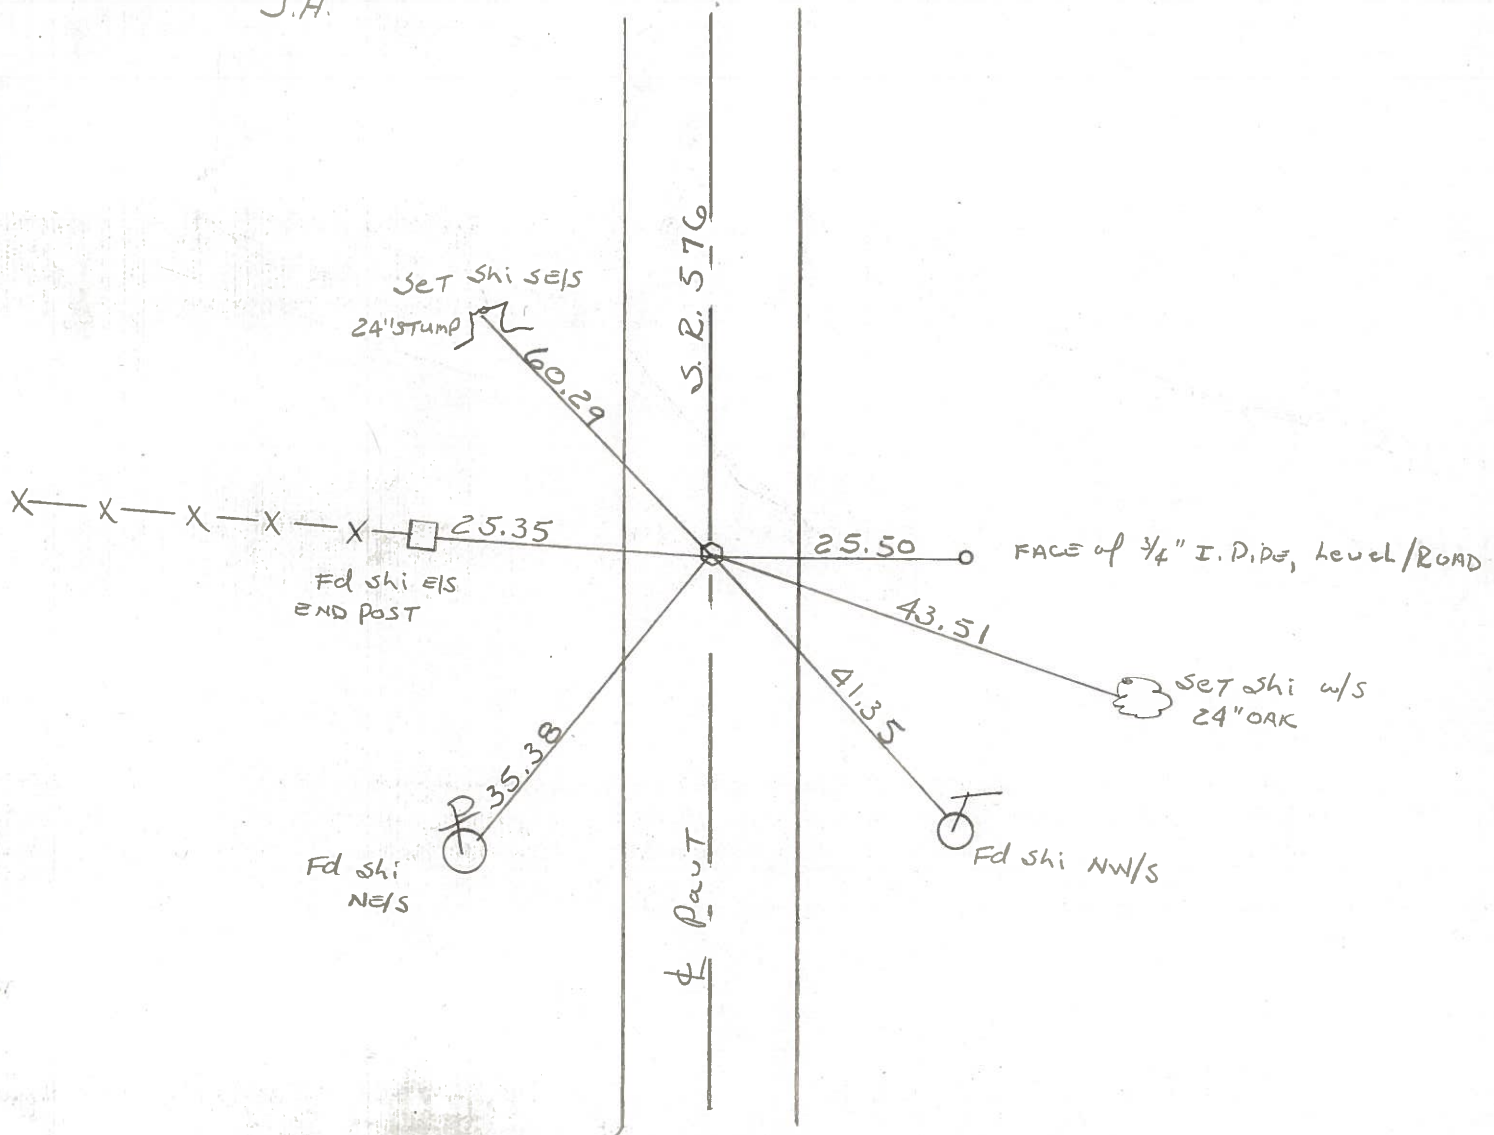 J.H.
S.R. 576
Set Shi SE/S
24" STUMP
60.29
X X X X X
25.35
25.50
FACE of 3/4" I. PiPE, Level/ROAD
Fd Shi E/S
END POST
43.51
Set Shi W/S
24" OAK
41.35
35.38
P
T
Fd Shi
NE/S
Fd Shi NW/S
℄ PavT